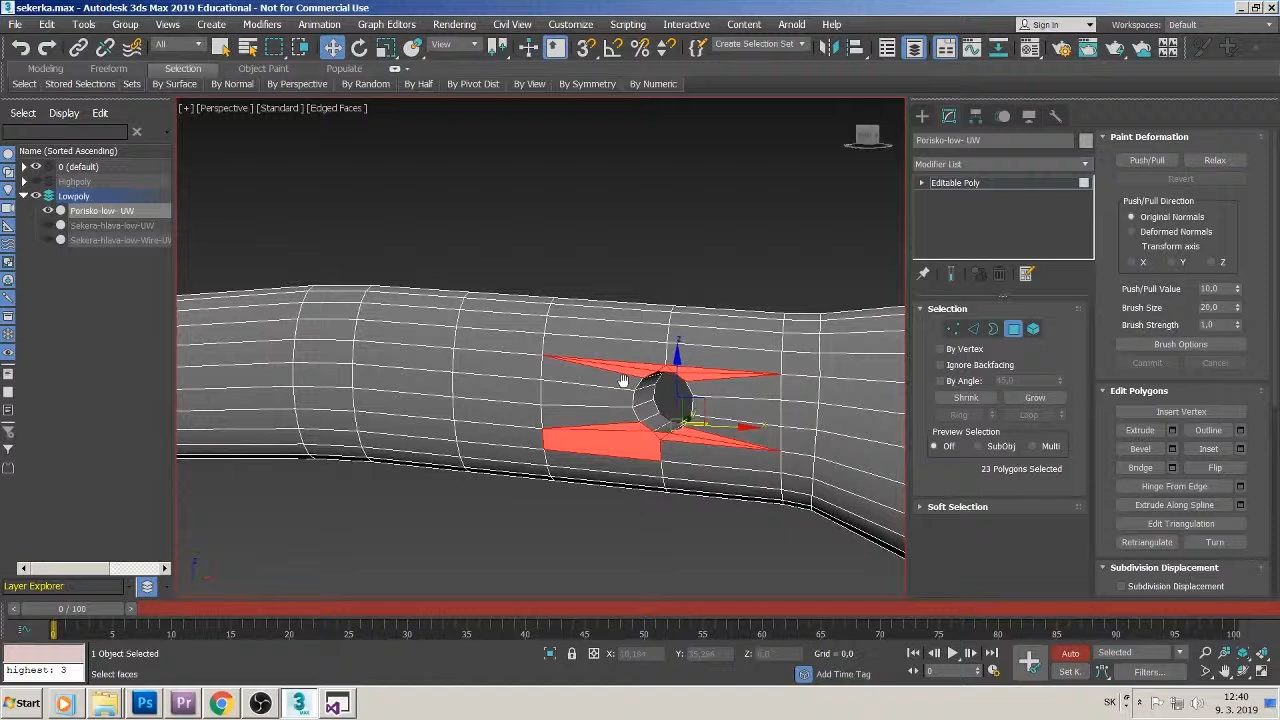 sekerka.max - Autodesk 3ds Max 2019 Educational - Not for Commercial Use
File Edit Tools Group Views Create Modifiers Animation Graph Editors Rendering Civil View Customize Scripting Interactive Content Arnold Help Sign In Workspaces: Default
All View Create Selection Set
Modeling Freeform Selection Object Paint Populate
Select Stored Selections Sets By Surface By Normal By Perspective By Random By Half By Pivot Dist By View By Symmetry By Numeric
Select Display Edit
[+] [Perspective ] [Standard ] [Edged Faces ]
Name (Sorted Ascending)
0 (default)
Highpoly
Lowpoly
Porisko-low- UW
Sekera-hlava-low-UW
Sekera-hlava-low-Wire-UW
Porisko-low- UW
Modifier List
Editable Poly
Selection
By Vertex
Ignore Backfacing
By Angle: 45,0
Shrink Grow
Ring Loop
Preview Selection
Off SubObj Multi
23 Polygons Selected
Soft Selection
Paint Deformation
Push/Pull Relax
Revert
Push/Pull Direction
Original Normals
Deformed Normals
Transform axis
X Y Z
Push/Pull Value 10,0
Brush Size 20,0
Brush Strength 1,0
Brush Options
Commit Cancel
Edit Polygons
Insert Vertex
Extrude Outline
Bevel Inset
Bridge Flip
Hinge From Edge
Extrude Along Spline
Edit Triangulation
Retriangulate Turn
Subdivision Displacement
Subdivision Displacement
Layer Explorer
0 / 100
0 5 10 15 20 25 30 35 40 45 50 55 60 65 70 75 80 85 90 95 100
highest: 3
1 Object Selected
Select faces
X: 10,184 Y: 35,296 Z: 0,0 Grid = 0,0
Add Time Tag
0
Auto Selected
Set K. Filters...
Start Ps Pr 3 SK 12:40
9. 3. 2019